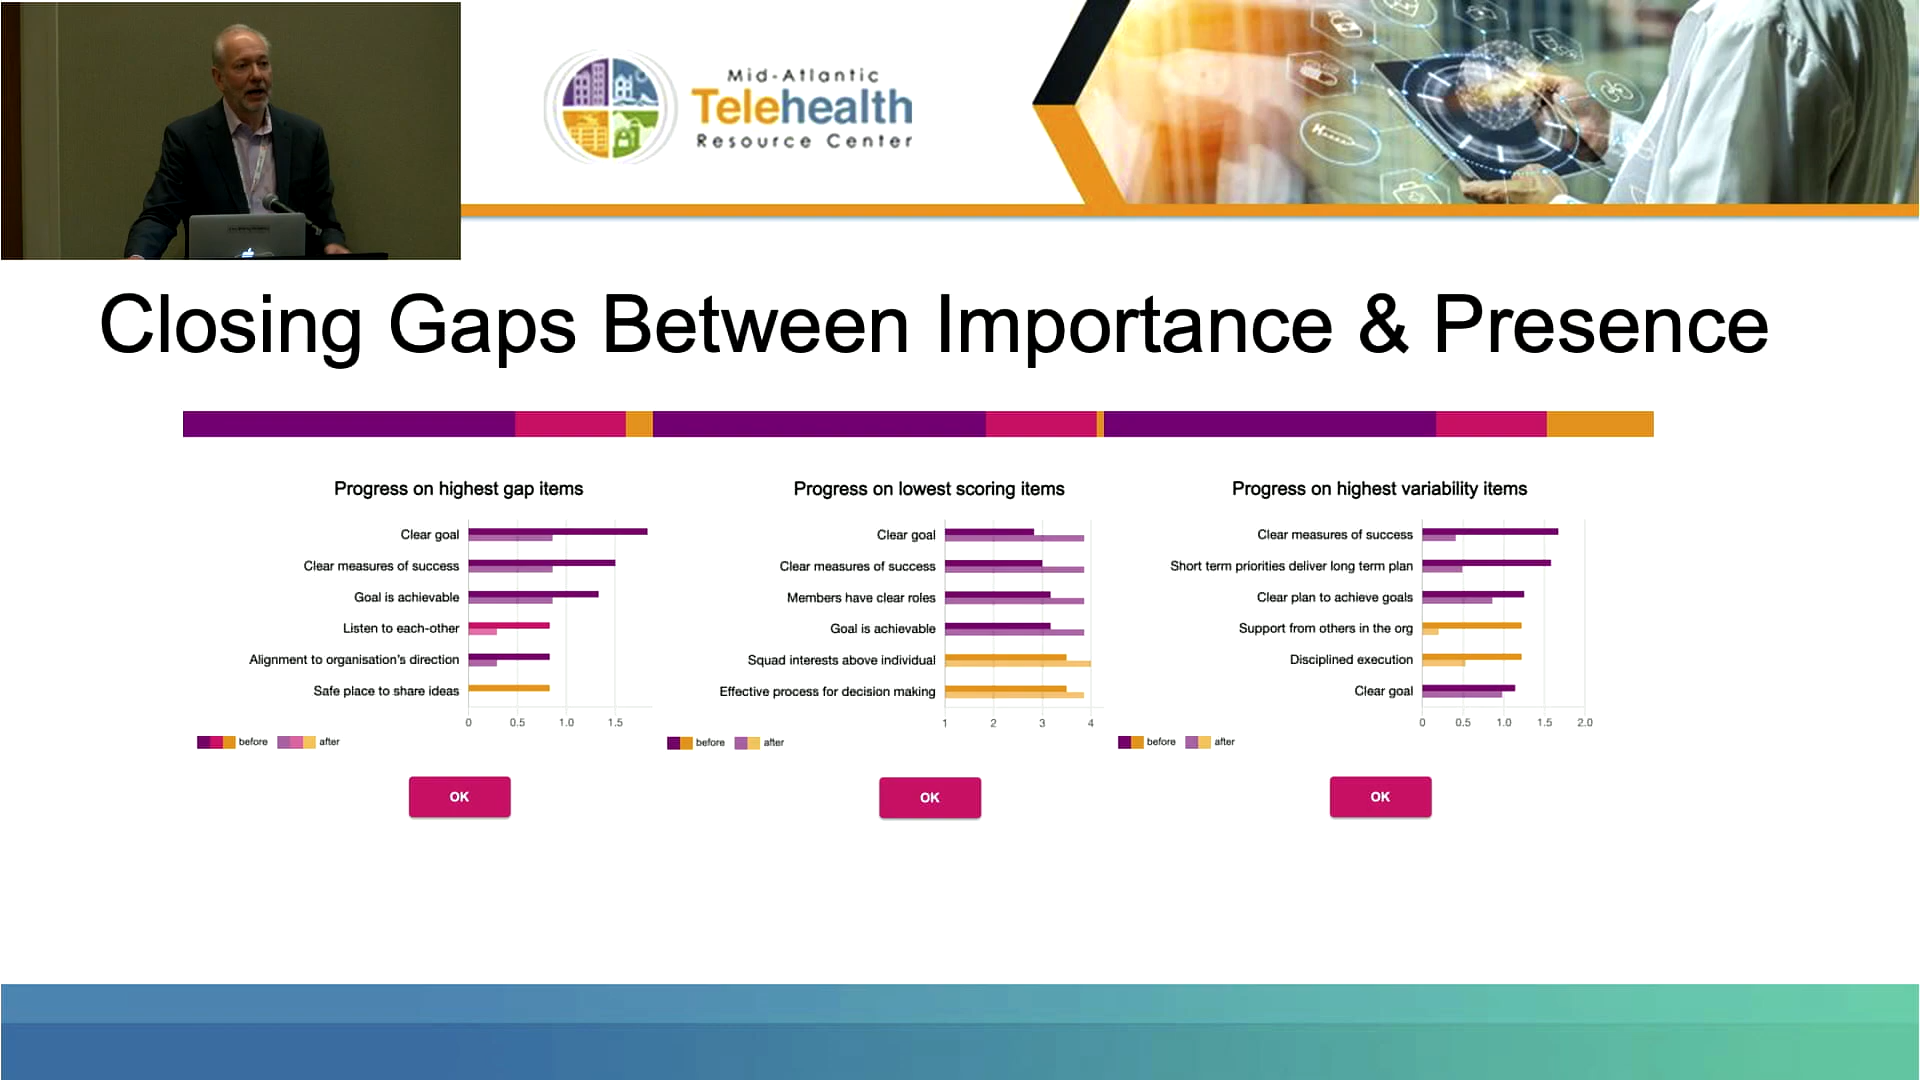 Mid-Atlantic
Telehealth
Resource Center
Closing Gaps Between Importance & Presence
Progress on highest gap items
Clear goal
Clear measures of success
Goal is achievable
Listen to each-other
Alignment to organisation's direction
Safe place to share ideas
0 0.5 1.0 1.5
before after
OK
Progress on lowest scoring items
Clear goal
Clear measures of success
Members have clear roles
Goal is achievable
Squad interests above individual
Effective process for decision making
1 2 3 4
before after
OK
Progress on highest variability items
Clear measures of success
Short term priorities deliver long term plan
Clear plan to achieve goals
Support from others in the org
Disciplined execution
Clear goal
0 0.5 1.0 1.5 2.0
before after
OK